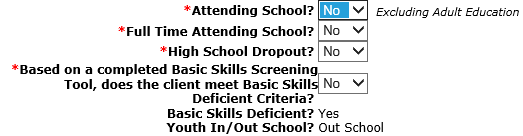 *Attending School? No Excluding Adult Education
*Full Time Attending School? No
*High School Dropout? No
*Based on a completed Basic Skills Screening
Tool, does the client meet Basic Skills No
Deficient Criteria?
Basic Skills Deficient? Yes
Youth In/Out School? Out School